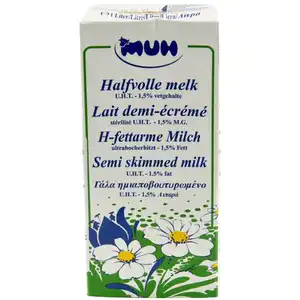 MUH
Halfvolle melk
U.H.T. - 1,5% vetgehalte
Lait demi-écrémé
stérilisé U.H.T. - 1,5% M.G.
H-fettarme Milch
ultrahocherhitzt - 1,5% Fett
Semi skimmed milk
U.H.T. - 1.5% fat
Γάλα ημιαποβουτυρωμένο
U.H.T. - 1,5% Λιπαρά